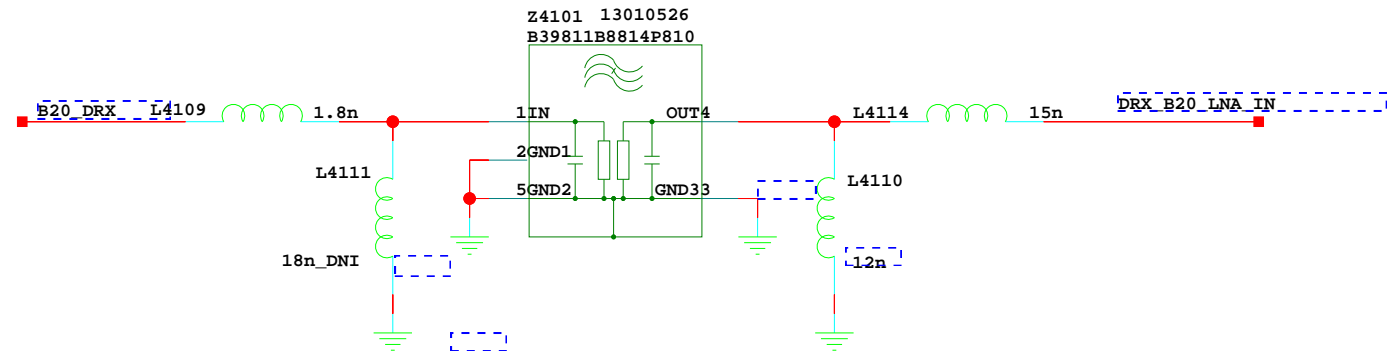 Z4101 13010526
B39811B8814P810
B20_DRX L4109 1.8n 1IN OUT4 L4114 15n DRX_B20_LNA_IN
2GND1
L4111 5GND2 GND33 L4110
18n_DNI 12n